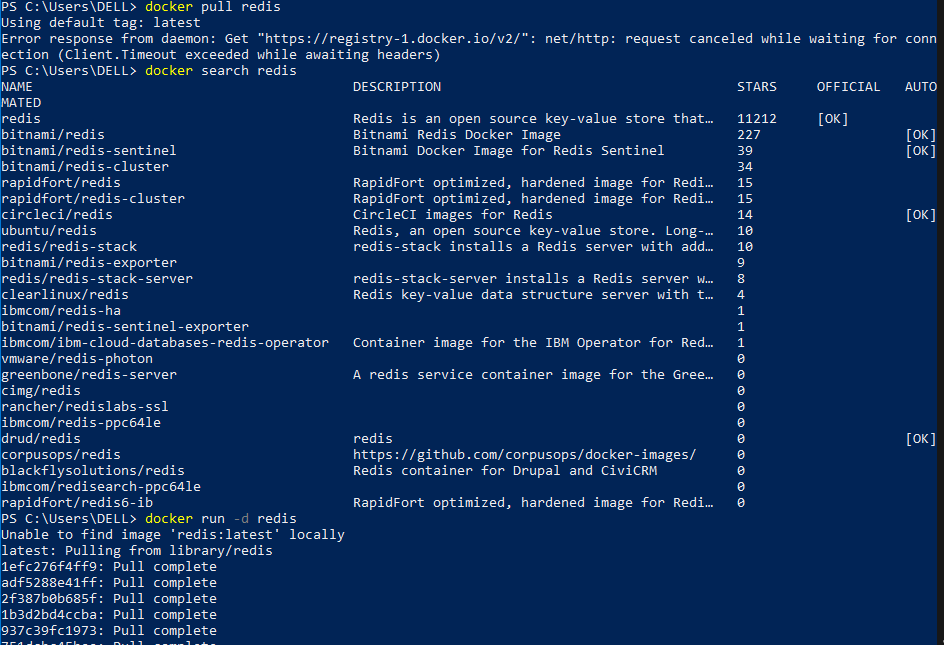 PS C:\Users\DELL> docker pull redis
Using default tag: latest
Error response from daemon: Get "https://registry-1.docker.io/v2/": net/http: request canceled while waiting for conn
ection (Client.Timeout exceeded while awaiting headers)
PS C:\Users\DELL> docker search redis
NAME DESCRIPTION STARS OFFICIAL AUTO
MATED
redis Redis is an open source key-value store that… 11212 [OK]
bitnami/redis Bitnami Redis Docker Image 227 [OK]
bitnami/redis-sentinel Bitnami Docker Image for Redis Sentinel 39 [OK]
bitnami/redis-cluster 34
rapidfort/redis RapidFort optimized, hardened image for Redi… 15
rapidfort/redis-cluster RapidFort optimized, hardened image for Redi… 15
circleci/redis CircleCI images for Redis 14 [OK]
ubuntu/redis Redis, an open source key-value store. Long-… 10
redis/redis-stack redis-stack installs a Redis server with add… 10
bitnami/redis-exporter 9
redis/redis-stack-server redis-stack-server installs a Redis server w… 8
clearlinux/redis Redis key-value data structure server with t… 4
ibmcom/redis-ha 1
bitnami/redis-sentinel-exporter 1
ibmcom/ibm-cloud-databases-redis-operator Container image for the IBM Operator for Red… 1
vmware/redis-photon 0
greenbone/redis-server A redis service container image for the Gree… 0
cimg/redis 0
rancher/redislabs-ssl 0
ibmcom/redis-ppc64le 0
drud/redis redis 0 [OK]
corpusops/redis https://github.com/corpusops/docker-images/ 0
blackflysolutions/redis Redis container for Drupal and CiviCRM 0
ibmcom/redisearch-ppc64le 0
rapidfort/redis6-ib RapidFort optimized, hardened image for Redi… 0
PS C:\Users\DELL> docker run -d redis
Unable to find image 'redis:latest' locally
latest: Pulling from library/redis
1efc276f4ff9: Pull complete
adf5288e41ff: Pull complete
2f387b0b685f: Pull complete
1b3d2bd4ccba: Pull complete
937c39fc1973: Pull complete
Pull complete